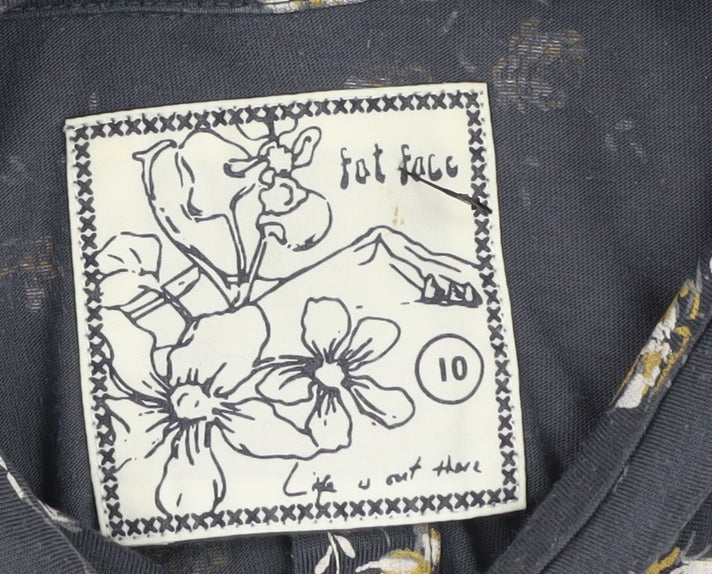 fat face
10
Life is out there